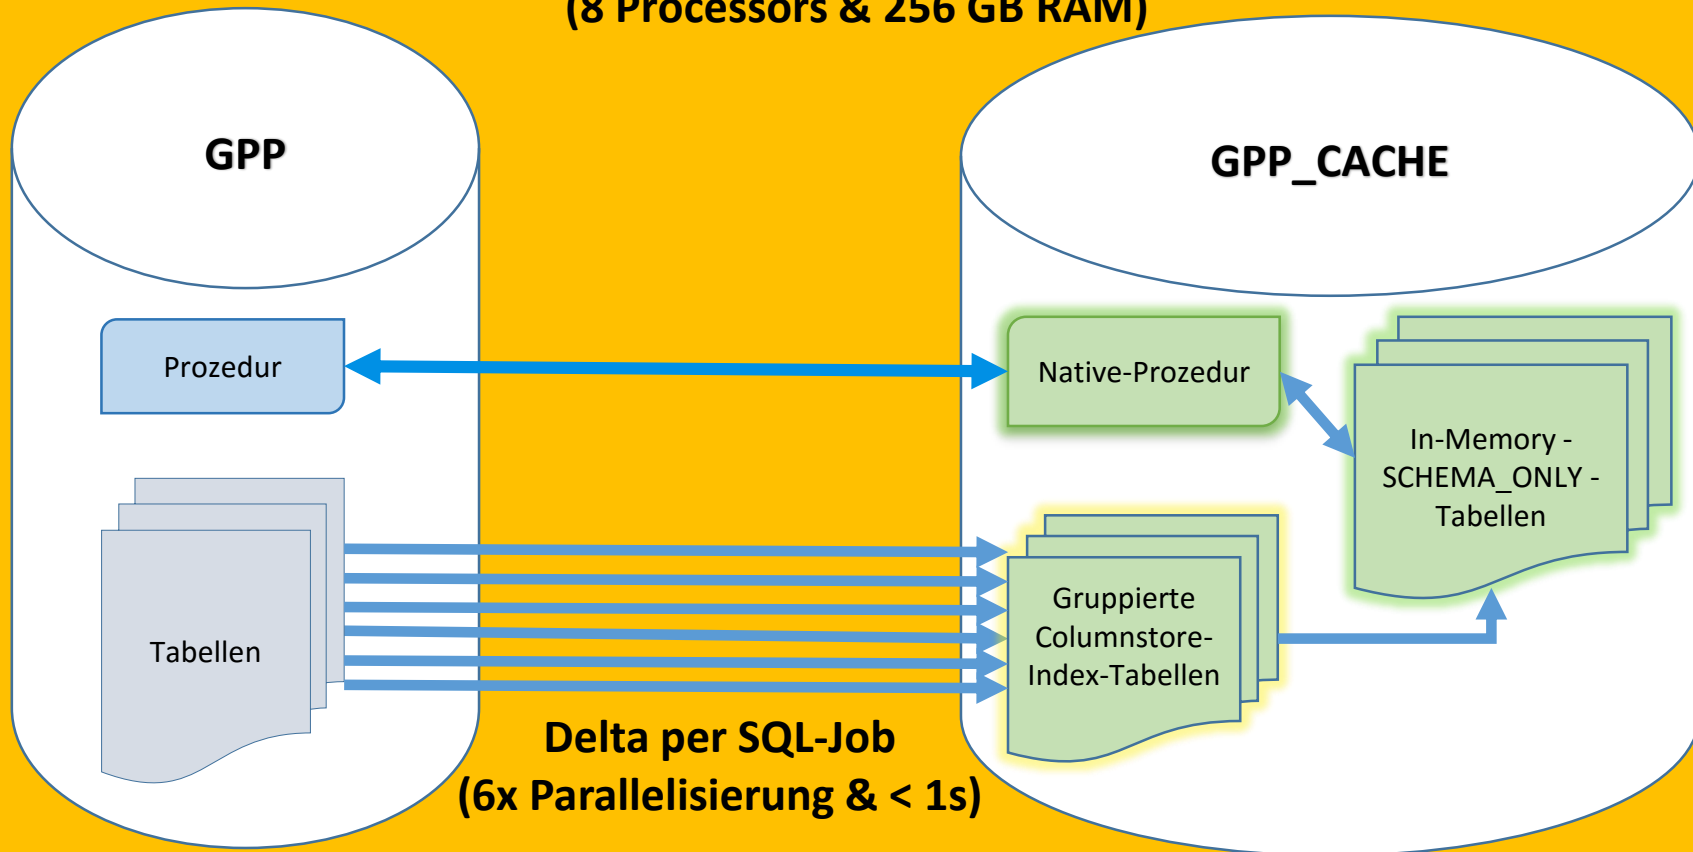 (8 Processors & 256 GB RAM)
GPP
GPP_CACHE
Prozedur
Native-Prozedur
In-Memory -
SCHEMA_ONLY -
Tabellen
Tabellen
Gruppierte
Columnstore-
Index-Tabellen
Delta per SQL-Job
(6x Parallelisierung & < 1s)